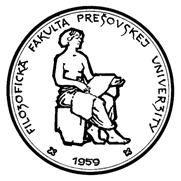 FILOZOFICKÁ FAKULTA PREŠOVSKEJ UNIVERZITY
1959